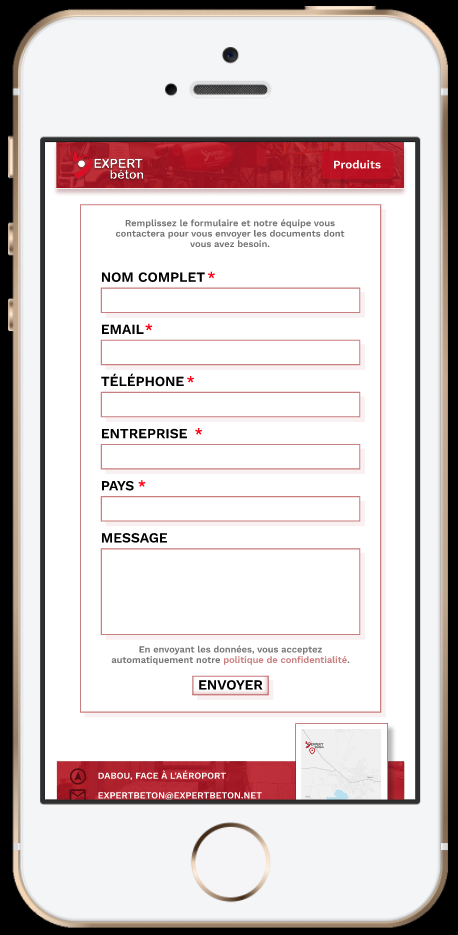 EXPERT
béton
Produits
Remplissez le formulaire et notre équipe vous
contactera pour vous envoyer les documents dont
vous avez besoin.
NOM COMPLET *
EMAIL *
TÉLÉPHONE *
ENTREPRISE *
PAYS *
MESSAGE
En envoyant les données, vous acceptez
automatiquement notre politique de confidentialité.
ENVOYER
DABOU, FACE À L'AÉROPORT
EXPERTBETON@EXPERTBETON.NET